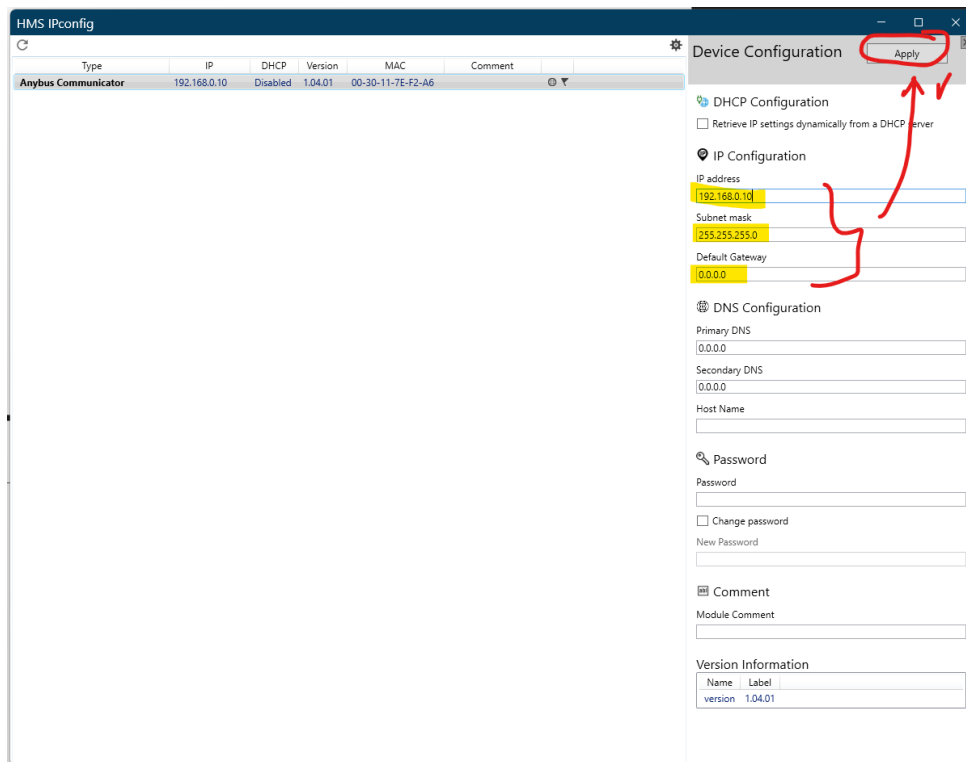 HMS IPconfig
Device Configuration
Apply
Type IP DHCP Version MAC Comment
Anybus Communicator 192.168.0.10 Disabled 1.04.01 00-30-11-7E-F2-A6
DHCP Configuration
Retrieve IP settings dynamically from a DHCP server
IP Configuration
IP address
192.168.0.10
Subnet mask
255.255.255.0
Default Gateway
0.0.0.0
DNS Configuration
Primary DNS
0.0.0.0
Secondary DNS
0.0.0.0
Host Name
Password
Password
Change password
New Password
Comment
Module Comment
Version Information
Name Label
version 1.04.01